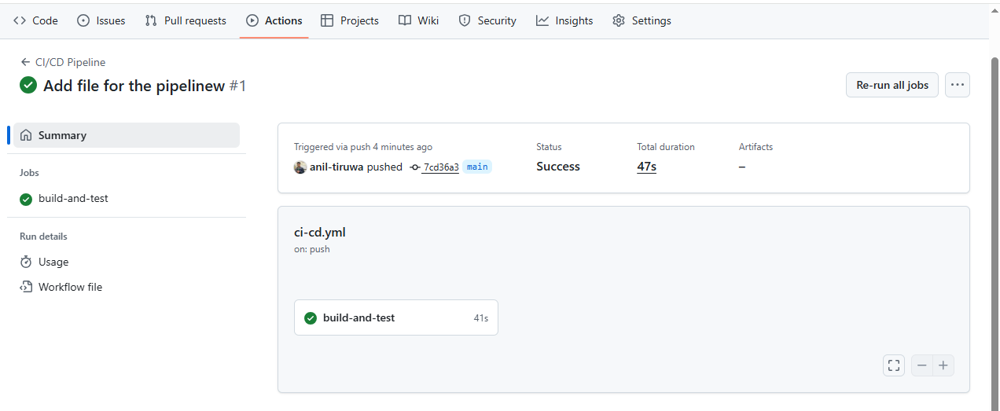 Code Issues Pull requests Actions Projects Wiki Security Insights Settings
CI/CD Pipeline
Add file for the pipelinew #1
Re-run all jobs
Summary
Jobs
build-and-test
Run details
Usage
Workflow file
Triggered via push 4 minutes ago
anil-tiruwa pushed 7cd36a3 main
Status
Success
Total duration
47s
Artifacts
–
ci-cd.yml
on: push
build-and-test 41s